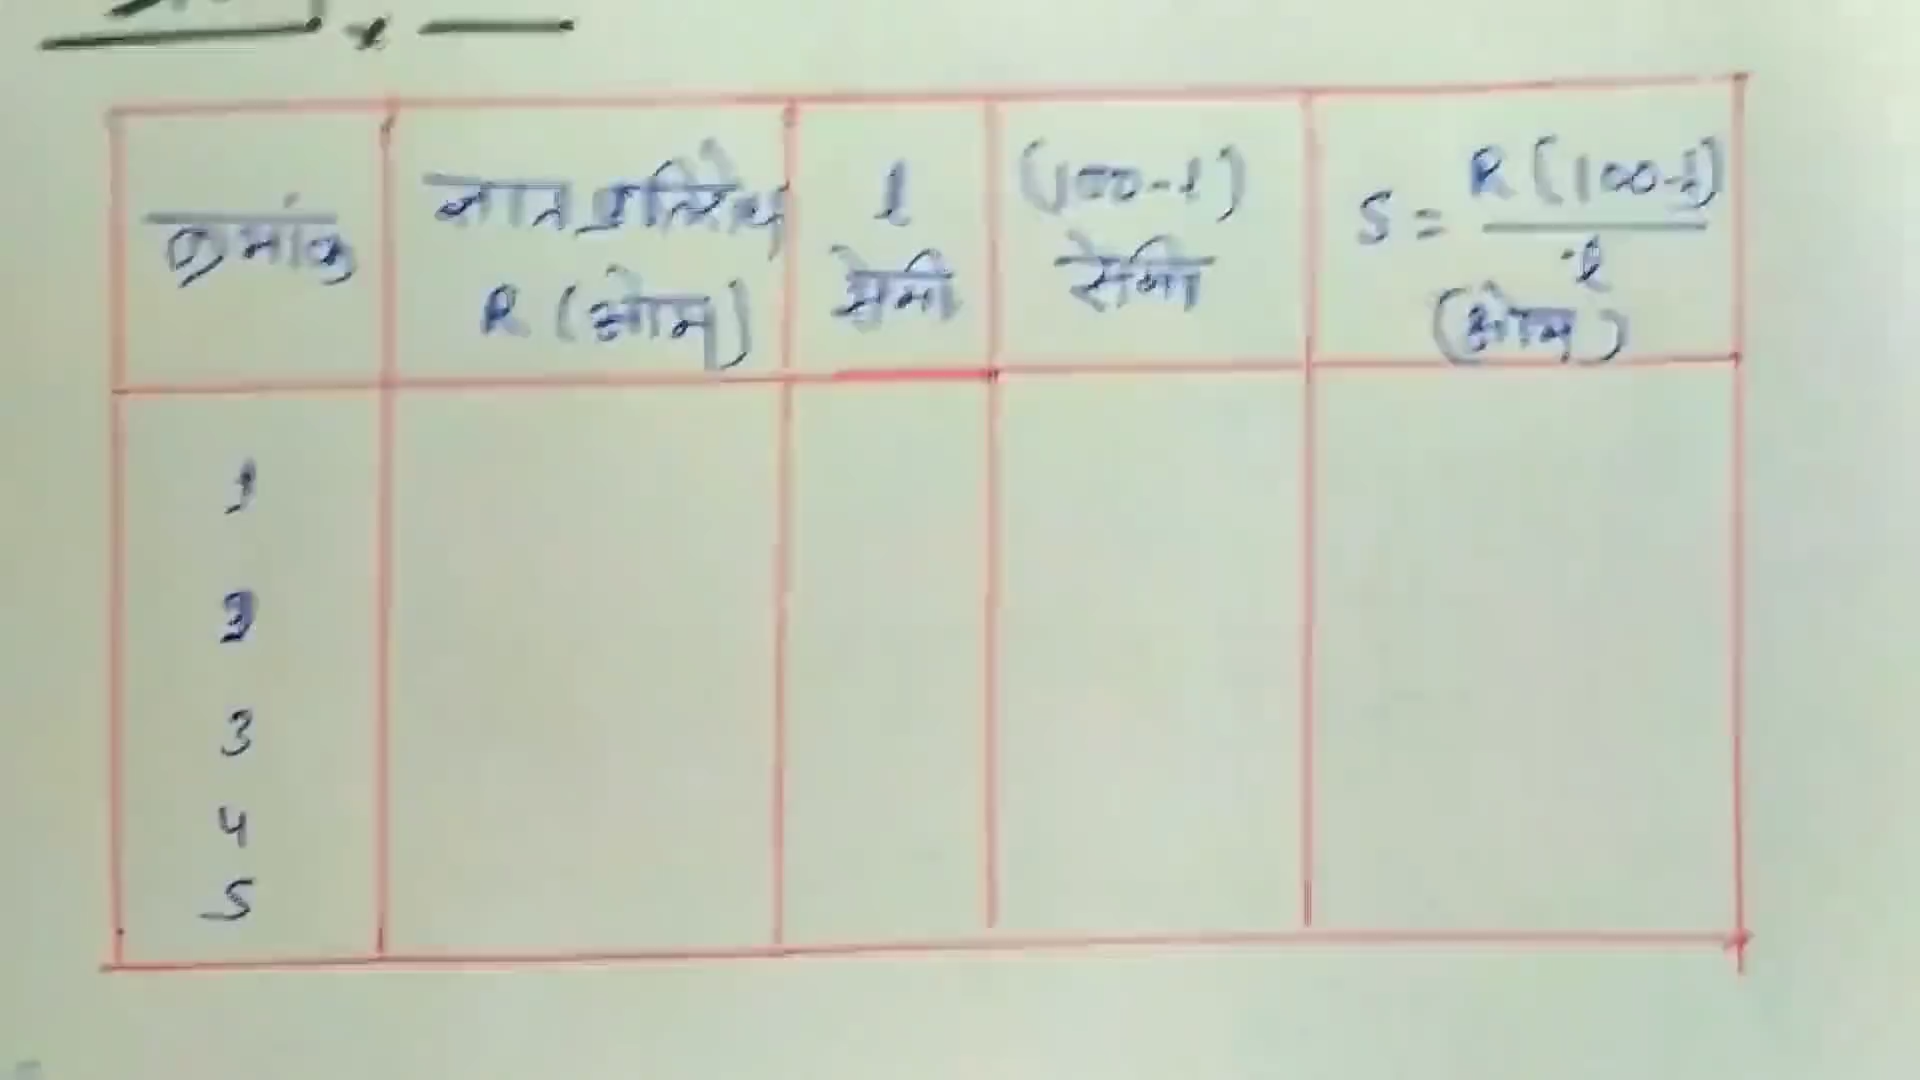 क्रमांक
ज्ञात प्रतिरोध
R (ओम)
l
सेमी
(100-l)
सेमी
S = R(100-l) / l
(ओम)
1
2
3
4
5